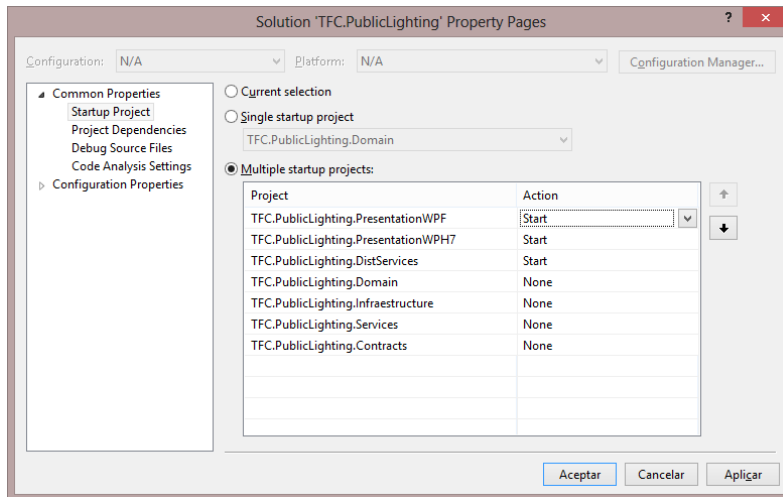 Solution 'TFC.PublicLighting' Property Pages
?
Configuration: N/A Platform: N/A Configuration Manager...
Common Properties
Startup Project
Project Dependencies
Debug Source Files
Code Analysis Settings
Configuration Properties
Current selection
Single startup project
TFC.PublicLighting.Domain
Multiple startup projects:
Project Action
TFC.PublicLighting.PresentationWPF Start
TFC.PublicLighting.PresentationWPH7 Start
TFC.PublicLighting.DistServices Start
TFC.PublicLighting.Domain None
TFC.PublicLighting.Infraestructure None
TFC.PublicLighting.Services None
TFC.PublicLighting.Contracts None
Aceptar Cancelar Aplicar